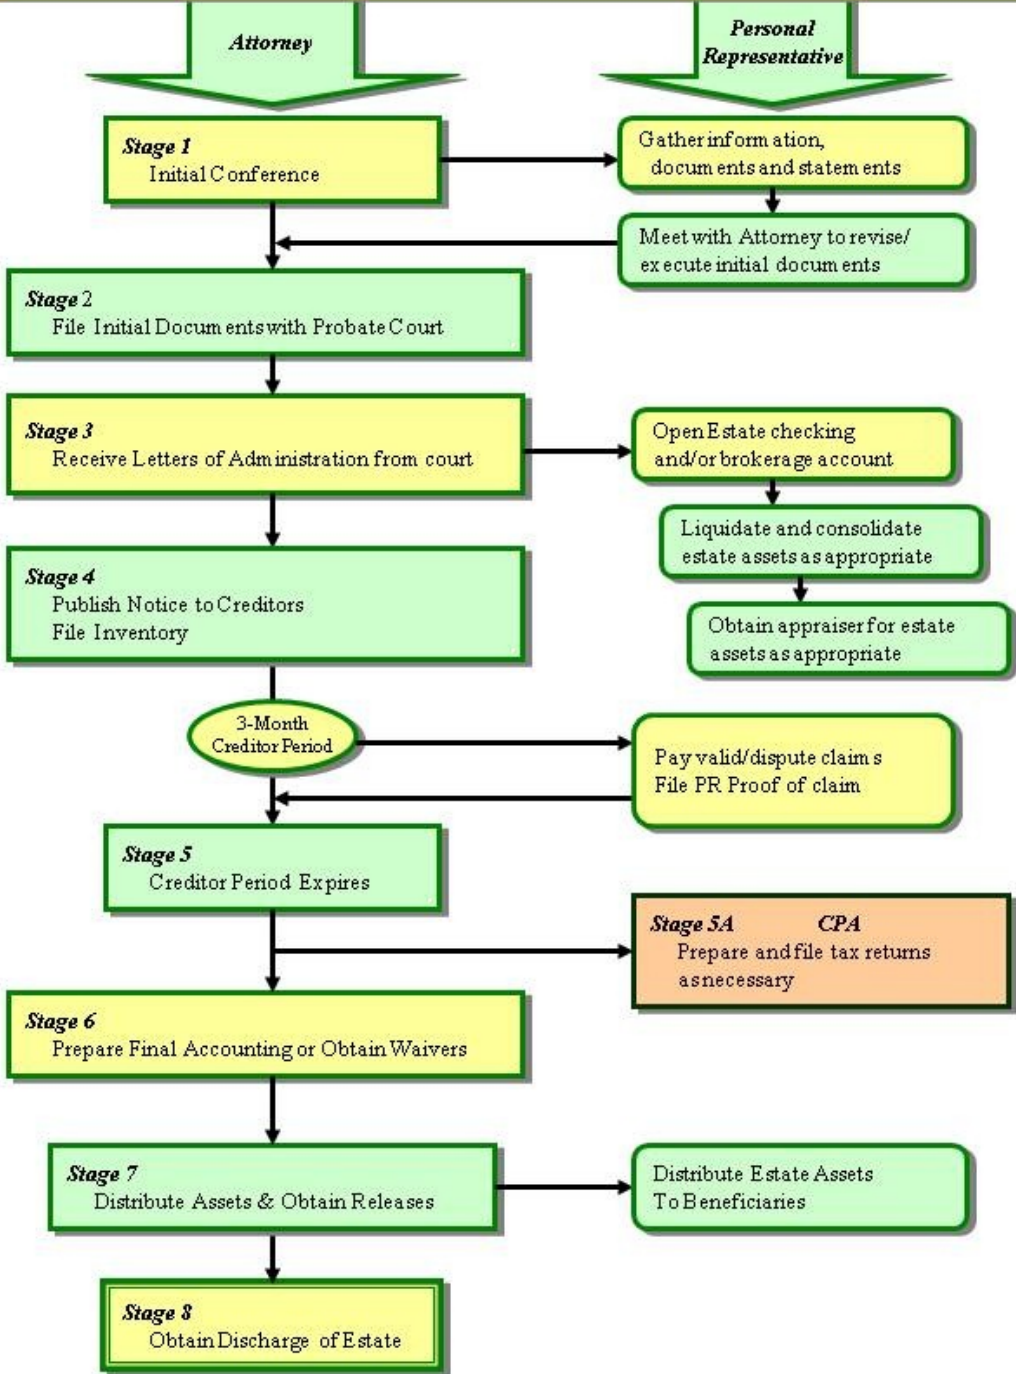 Attorney
Personal
Representative
Stage 1
Initial Conference
Gather information,
documents and statements
Meet with Attorney to revise/
execute initial documents
Stage 2
File Initial Documents with Probate Court
Stage 3
Receive Letters of Administration from court
Open Estate checking
and/or brokerage account
Liquidate and consolidate
estate assets as appropriate
Stage 4
Publish Notice to Creditors
File Inventory
Obtain appraiser for estate
assets as appropriate
3-Month
Creditor Period
Pay valid/dispute claims
File PR Proof of claim
Stage 5
Creditor Period Expires
Stage 5A CPA
Prepare and file tax returns
as necessary
Stage 6
Prepare Final Accounting or Obtain Waivers
Stage 7
Distribute Assets & Obtain Releases
Distribute Estate Assets
To Beneficiaries
Stage 8
Obtain Discharge of Estate